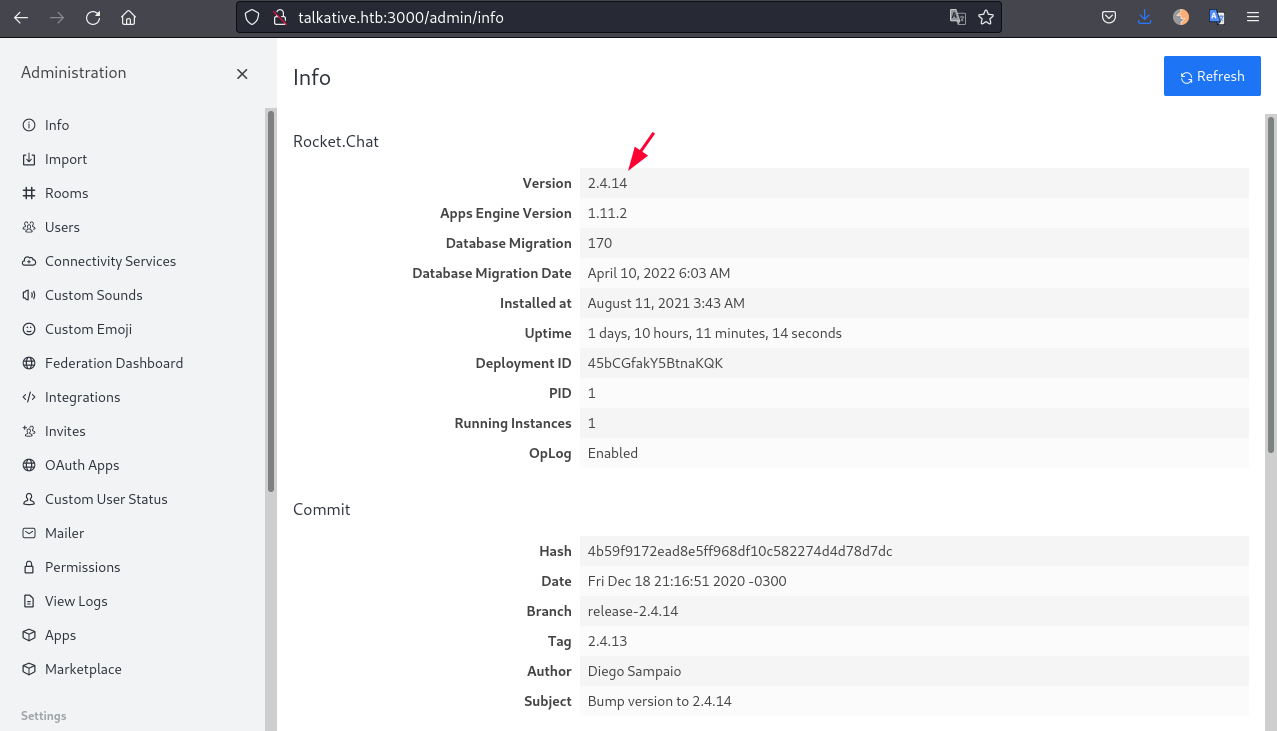 talkative.htb:3000/admin/info
Administration
Info
Import
Rooms
Users
Connectivity Services
Custom Sounds
Custom Emoji
Federation Dashboard
Integrations
Invites
OAuth Apps
Custom User Status
Mailer
Permissions
View Logs
Apps
Marketplace
Settings
Info
Refresh
Rocket.Chat
Version 2.4.14
Apps Engine Version 1.11.2
Database Migration 170
Database Migration Date April 10, 2022 6:03 AM
Installed at August 11, 2021 3:43 AM
Uptime 1 days, 10 hours, 11 minutes, 14 seconds
Deployment ID 45bCGfakY5BtnaKQK
PID 1
Running Instances 1
OpLog Enabled
Commit
Hash 4b59f9172ead8e5ff968df10c582274d4d78d7dc
Date Fri Dec 18 21:16:51 2020 -0300
Branch release-2.4.14
Tag 2.4.13
Author Diego Sampaio
Subject Bump version to 2.4.14